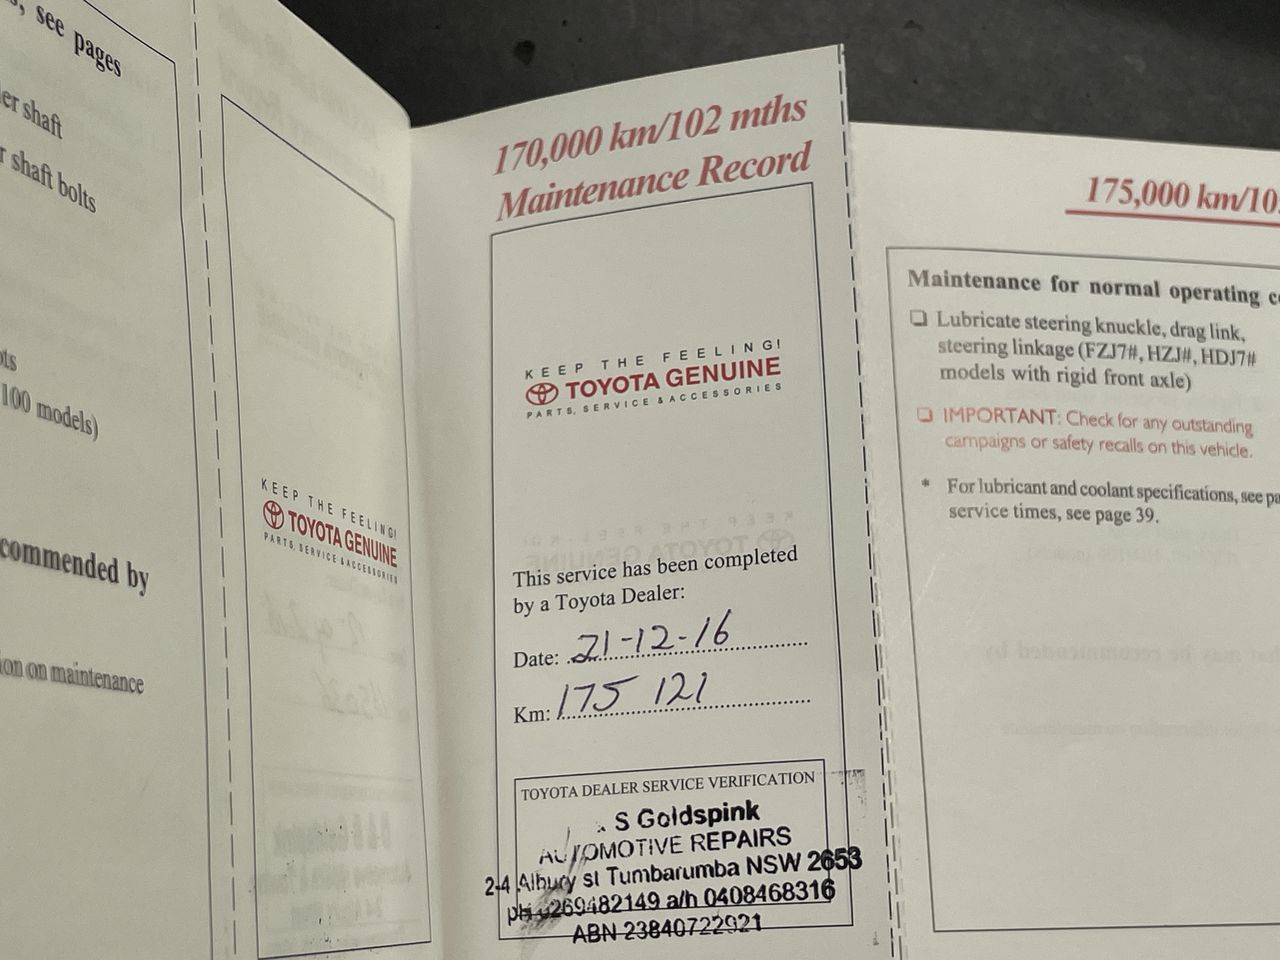 see pages
er shaft
r shaft bolts
ts
100 models)
commended by
ion on maintenance
KEEP THE FEELING!
TOYOTA GENUINE
PARTS, SERVICE & ACCESSORIES
170,000 km/102 mths
Maintenance Record
KEEP THE FEELING!
TOYOTA GENUINE
PARTS, SERVICE & ACCESSORIES
This service has been completed
by a Toyota Dealer:
Date: 21-12-16
Km: 175 121
TOYOTA DEALER SERVICE VERIFICATION
S Goldspink
AUTOMOTIVE REPAIRS
2-4 Albury st Tumbarumba NSW 2653
ph 0269482149 a/h 0408468316
ABN 23840722921
175,000 km/10
Maintenance for normal operating c
❏ Lubricate steering knuckle, drag link,
steering linkage (FZJ7#, HZJ#, HDJ7#
models with rigid front axle)
❏ IMPORTANT: Check for any outstanding
campaigns or safety recalls on this vehicle.
* For lubricant and coolant specifications, see pa
service times, see page 39.